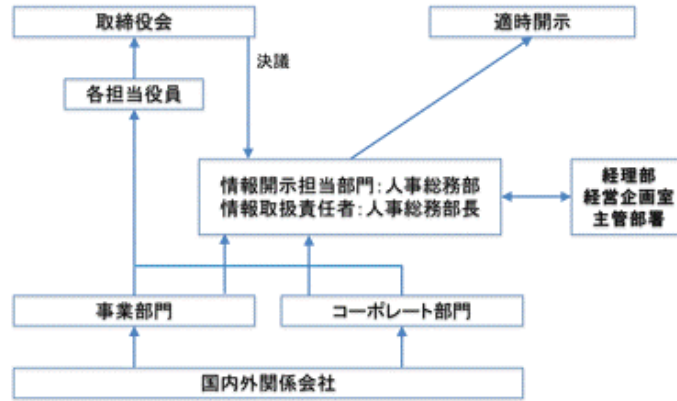 取締役会
適時開示
決議
各担当役員
情報開示担当部門：人事総務部
情報取扱責任者：人事総務部長
経理部
経営企画室
主管部署
事業部門
コーポレート部門
国内外関係会社